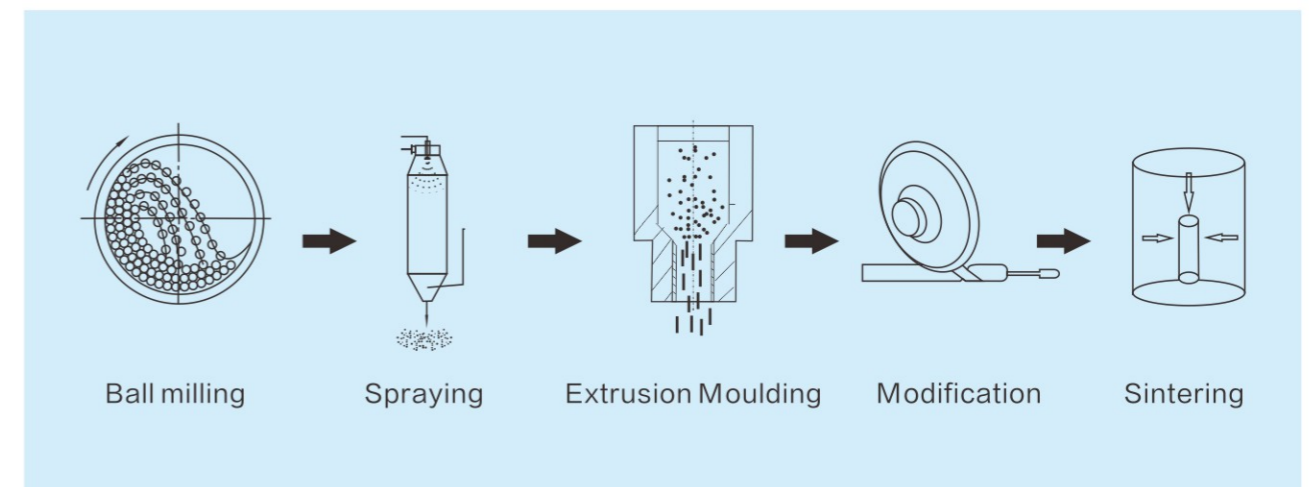 Ball milling
Spraying
Extrusion Moulding
Modification
Sintering